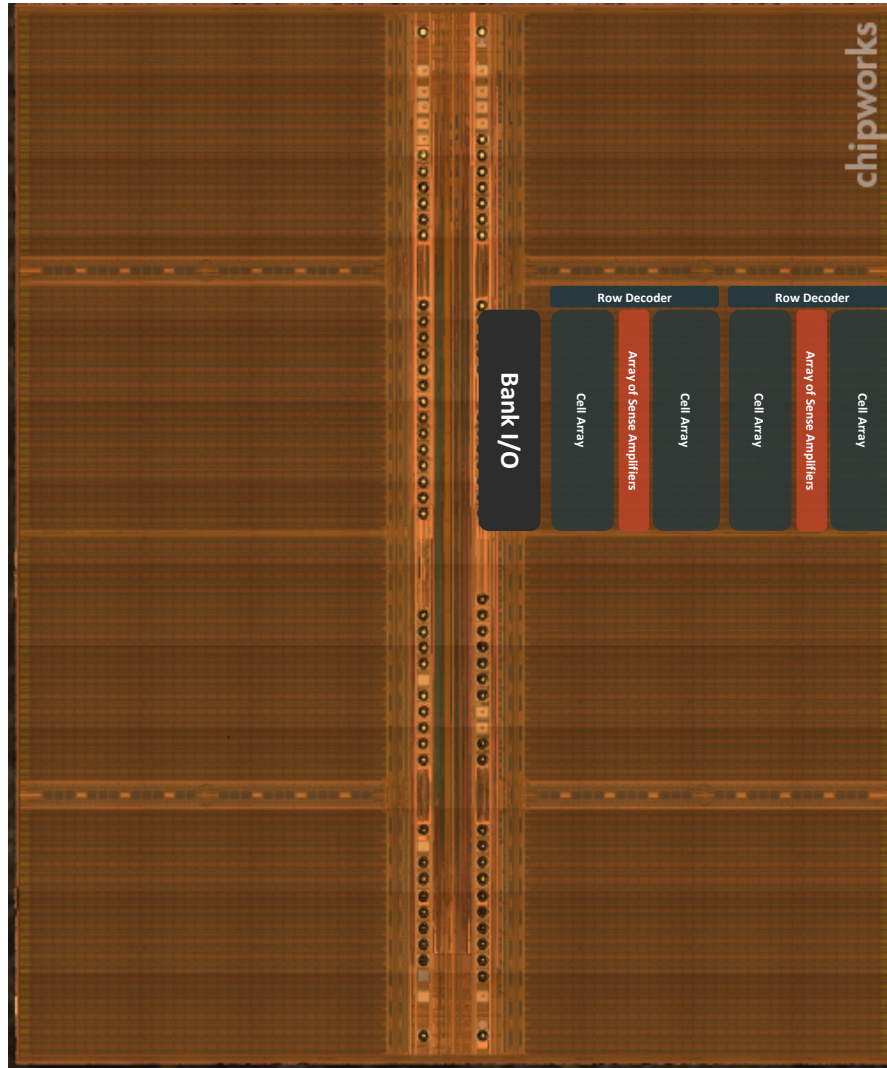 chipworks
Row Decoder
Row Decoder
Bank I/O
Cell Array
Array of Sense Amplifiers
Cell Array
Cell Array
Array of Sense Amplifiers
Cell Array